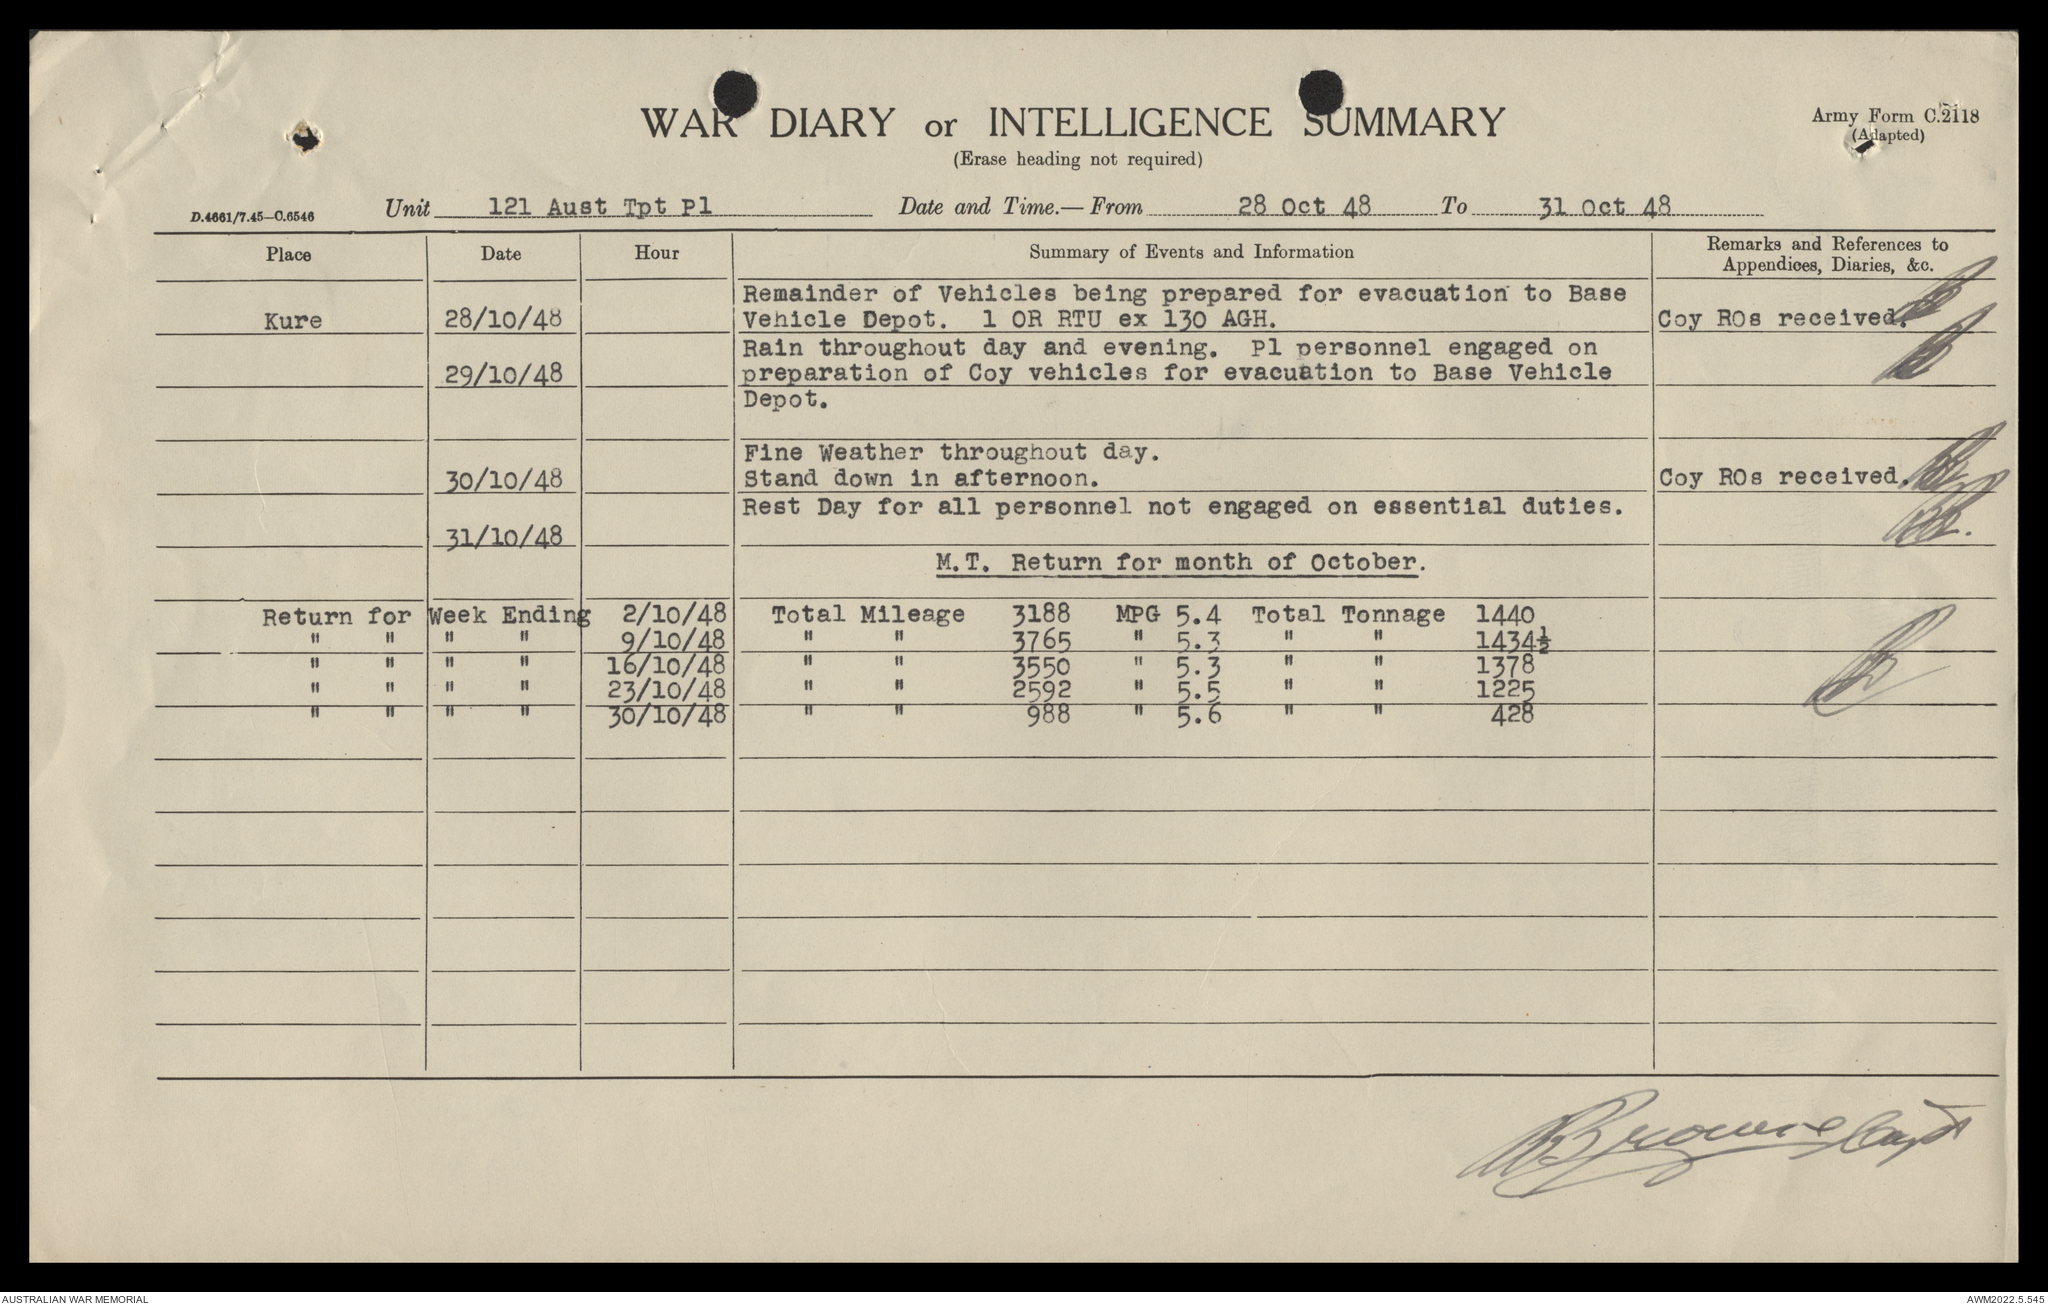 WAR DIARY or INTELLIGENCE SUMMARY
(Erase heading not required)
Army Form C.2118
(Adapted)
D.4661/7.45—C.6546
Unit 121 Aust Tpt Pl Date and Time.— From 28 Oct 48 To 31 Oct 48
Place Date Hour Summary of Events and Information Remarks and References to Appendices, Diaries, &c.
Remainder of Vehicles being prepared for evacuation to Base
Kure 28/10/48 Vehicle Depot. 1 OR RTU ex 130 AGH. Coy ROs received.
Rain throughout day and evening. Pl personnel engaged on
29/10/48 preparation of Coy vehicles for evacuation to Base Vehicle
Depot.
Fine Weather throughout day.
30/10/48 Stand down in afternoon. Coy ROs received.
Rest Day for all personnel not engaged on essential duties.
31/10/48
M.T. Return for month of October.
Return for Week Ending 2/10/48 Total Mileage 3188 MPG 5.4 Total Tonnage 1440
" " " " 9/10/48 " " 3765 " 5.3 " " 1434½
" " " " 16/10/48 " " 3550 " 5.3 " " 1378
" " " " 23/10/48 " " 2592 " 5.5 " " 1225
" " " " 30/10/48 " " 988 " 5.6 " " 428
Browne Capt
AUSTRALIAN WAR MEMORIAL AWM2022.5.545